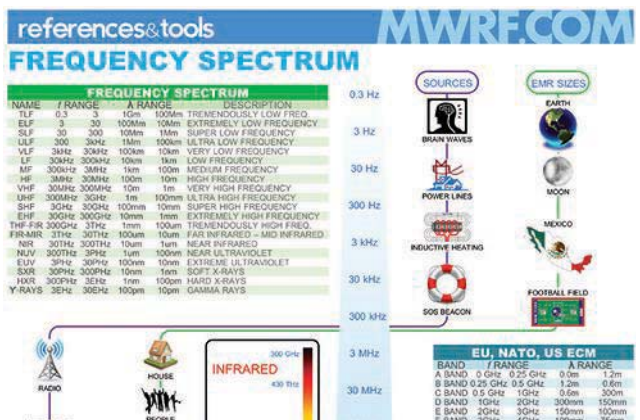 references&tools
MWRF.COM
FREQUENCY SPECTRUM
FREQUENCY SPECTRUM
NAME f RANGE λ RANGE DESCRIPTION
TLF 0.3 3 1Gm 100Mm TREMENDOUSLY LOW FREQ.
ELF 3 30 100Mm 10Mm EXTREMELY LOW FREQUENCY
SLF 30 300 10Mm 1Mm SUPER LOW FREQUENCY
ULF 300 3kHz 1Mm 100km ULTRA LOW FREQUENCY
VLF 3kHz 30kHz 100km 10km VERY LOW FREQUENCY
LF 30kHz 300kHz 10km 1km LOW FREQUENCY
MF 300kHz 3MHz 1km 100m MEDIUM FREQUENCY
HF 3MHz 30MHz 100m 10m HIGH FREQUENCY
VHF 30MHz 300MHz 10m 1m VERY HIGH FREQUENCY
UHF 300MHz 3GHz 1m 100mm ULTRA HIGH FREQUENCY
SHF 3GHz 30GHz 100mm 10mm SUPER HIGH FREQUENCY
EHF 30GHz 300GHz 10mm 1mm EXTREMELY HIGH FREQUENCY
THF-FIR 300GHz 3THz 1mm 100um TREMENDOUSLY HIGH FREQ.
FIR-MIR 3THz 30THz 100um 10um FAR INFRARED – MID INFRARED
NIR 30THz 300THz 10um 1um NEAR INFRARED
NUV 300THz 3PHz 1um 100nm NEAR ULTRAVIOLET
EUV 3PHz 30PHz 100nm 10nm EXTREME ULTRAVIOLET
SXR 30PHz 300PHz 10nm 1nm SOFT X-RAYS
HXR 300PHz 3EHz 1nm 100pm HARD X-RAYS
Y-RAYS 3EHz 30EHz 100pm 10pm GAMMA RAYS
0.3 Hz
3 Hz
30 Hz
300 Hz
3 kHz
30 kHz
300 kHz
3 MHz
30 MHz
SOURCES
BRAIN WAVES
POWER LINES
INDUCTIVE HEATING
SOS BEACON
EMR SIZES
EARTH
MOON
MEXICO
FOOTBALL FIELD
RADIO
HOUSE
PEOPLE
300 GHz
INFRARED
430 THz
EU, NATO, US ECM
BAND f RANGE λ RANGE
A BAND 0 GHz 0.25 GHz 0.0m 1.2m
B BAND 0.25 GHz 0.5 GHz 1.2m 0.6m
C BAND 0.5 GHz 1GHz 0.6m 300m
D BAND 1GHz 2GHz 300mm 150mm
E BAND 2GHz 3GHz 150mm 100mm